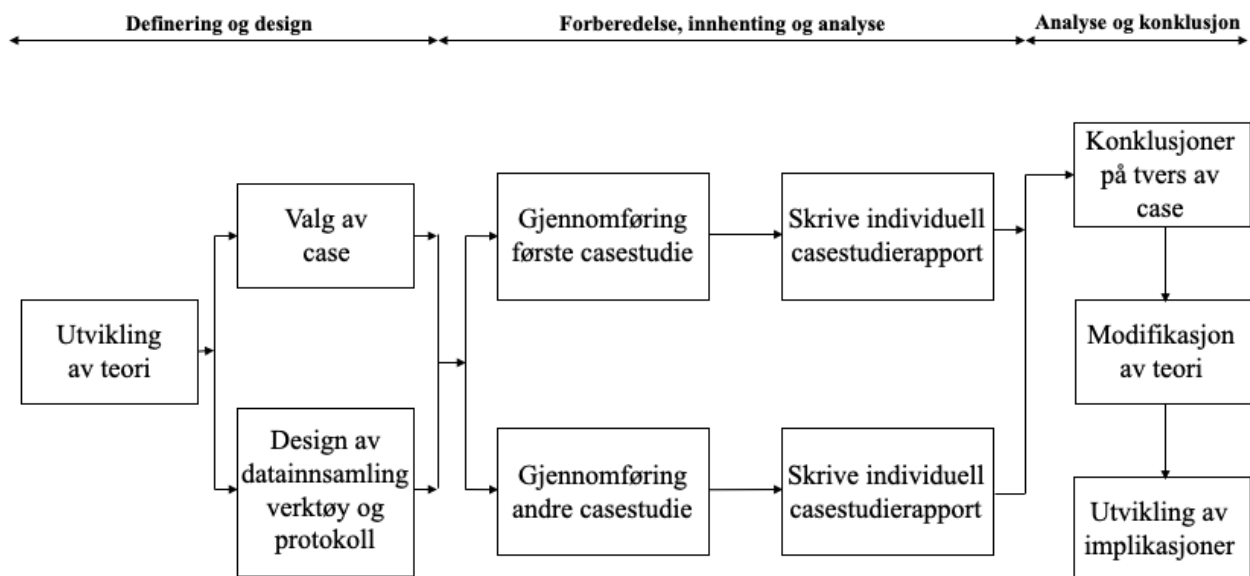 Definering og design
Forberedelse, innhenting og analyse
Analyse og konklusjon
Utvikling
av teori
Valg av
case
Design av
datainnsamling
verktøy og
protokoll
Gjennomføring
første casestudie
Skrive individuell
casestudierapport
Gjennomføring
andre casestudie
Skrive individuell
casestudierapport
Konklusjoner
på tvers av
case
Modifikasjon
av teori
Utvikling av
implikasjoner